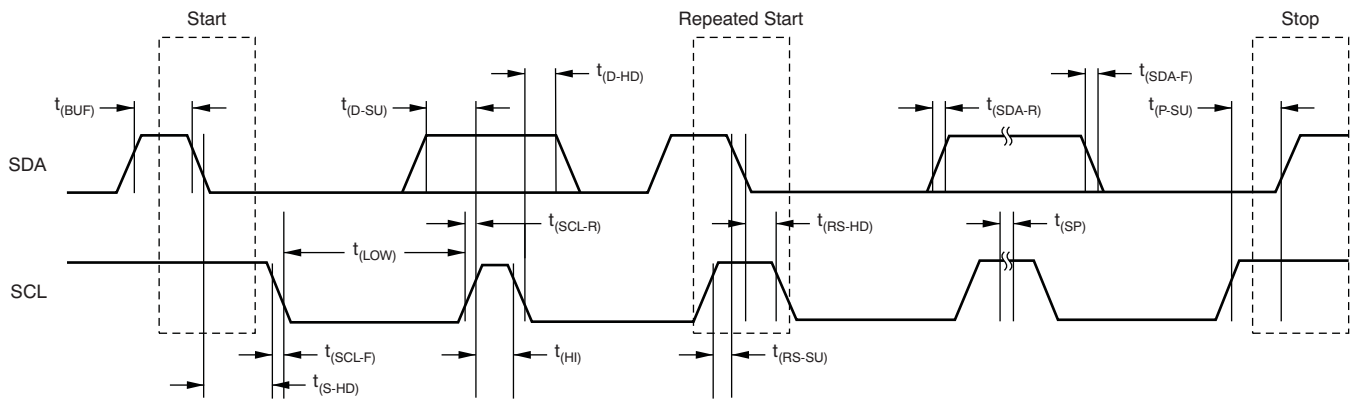 Start
Repeated Start
Stop
t(D-HD)
t(SDA-F)
t(BUF)
t(D-SU)
t(SDA-R)
t(P-SU)
SDA
t(SCL-R)
t(RS-HD)
t(SP)
t(LOW)
SCL
t(SCL-F)
t(HI)
t(RS-SU)
t(S-HD)